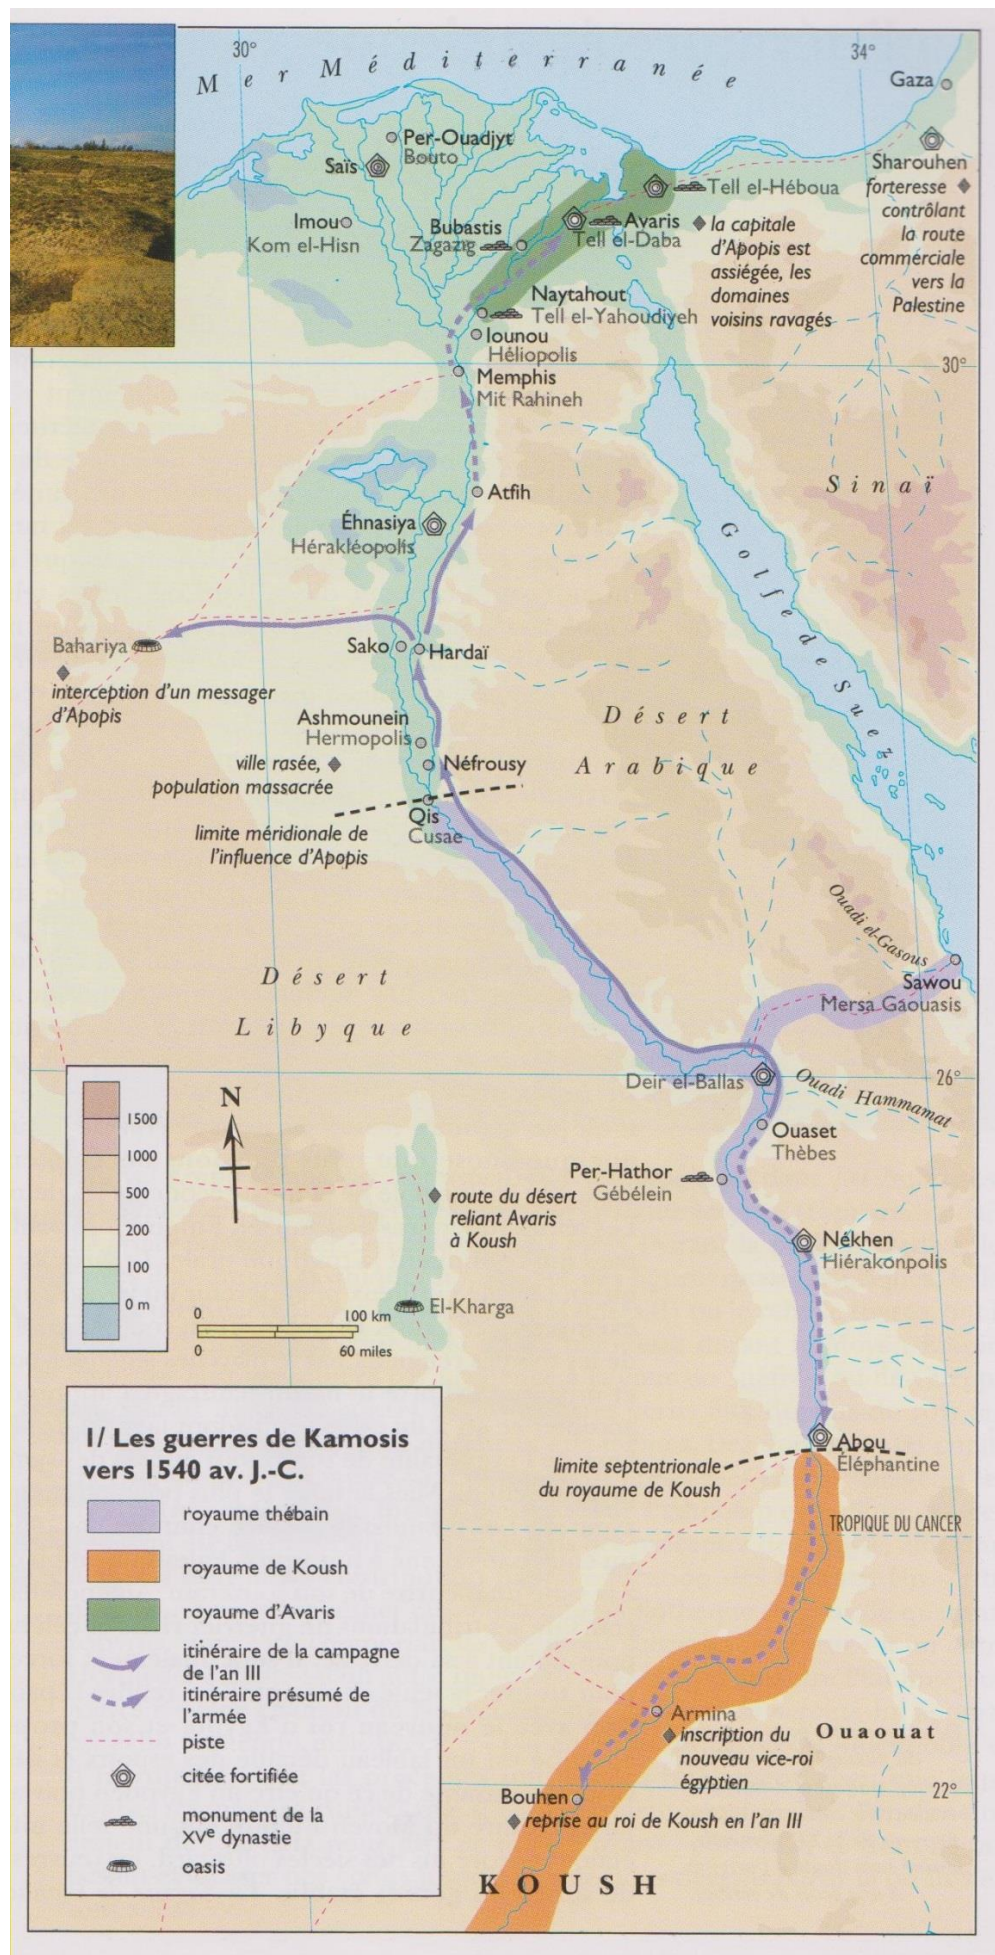 30°
34°
Mer Méditerranée
Gaza
Per-Ouadjyt
Bouto
Saïs
Sharouhen
forteresse
contrôlant
la route
commerciale
vers la
Palestine
Tell el-Héboua
Imou
Kom el-Hisn
Bubastis
Zagazig
Avaris
Tell el-Daba
la capitale
d'Apopis est
assiégée, les
domaines
voisins ravagés
Naytahout
Tell el-Yahoudiyeh
Iounou
Héliopolis
30°
Memphis
Mit Rahineh
Sinaï
Atfih
Éhnasiya
Hérakléopolis
Golfe de Suez
Bahariya
interception d'un messager
d'Apopis
Sako
Hardaï
Ashmounein
Hermopolis
Désert
Arabique
ville rasée,
population massacrée
Néfrousy
Qis
Cusae
limite méridionale de
l'influence d'Apopis
Ouadi el-Gasous
Sawou
Mersa Gaouasis
Désert
Libyque
Deir el-Ballas
Ouadi Hammamat
26°
Ouaset
Thèbes
N
1500
1000
500
200
100
0 m
Per-Hathor
Gébélein
route du désert
reliant Avaris
à Koush
Nékhen
Hiérakonpolis
El-Kharga
0
100 km
0
60 miles
Abou
Éléphantine
limite septentrionale
du royaume de Koush
TROPIQUE DU CANCER
1/ Les guerres de Kamosis
vers 1540 av. J.-C.
royaume thébain
royaume de Koush
royaume d'Avaris
itinéraire de la campagne
de l'an III
itinéraire présumé de
l'armée
piste
citée fortifiée
monument de la
XVe dynastie
oasis
Armina
inscription du
nouveau vice-roi
égyptien
Ouaouat
22°
Bouhen
reprise au roi de Koush en l'an III
KOUSH